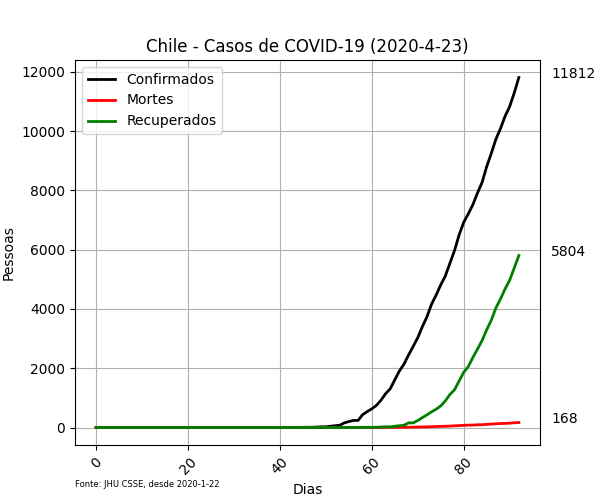 Chile - Casos de COVID-19 (2020-4-23)
12000
10000
8000
6000
4000
2000
0
Pessoas
Confirmados
Mortes
Recuperados
11812
5804
168
0
20
40
60
80
Dias
Fonte: JHU CSSE, desde 2020-1-22